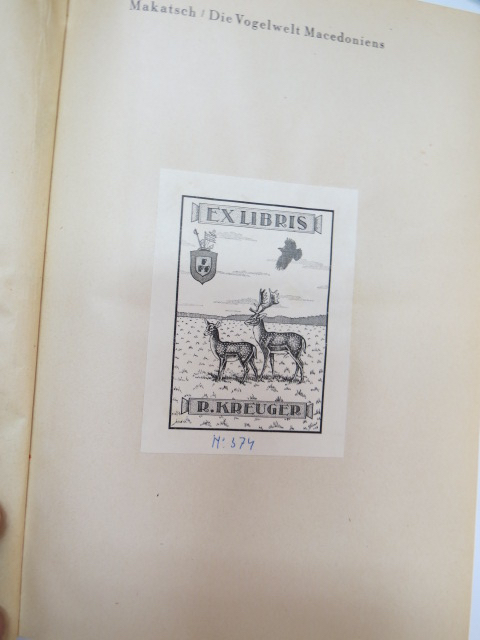 Makatsch / Die Vogelwelt Macedoniens
EX LIBRIS
R. KREUGER
N: 374